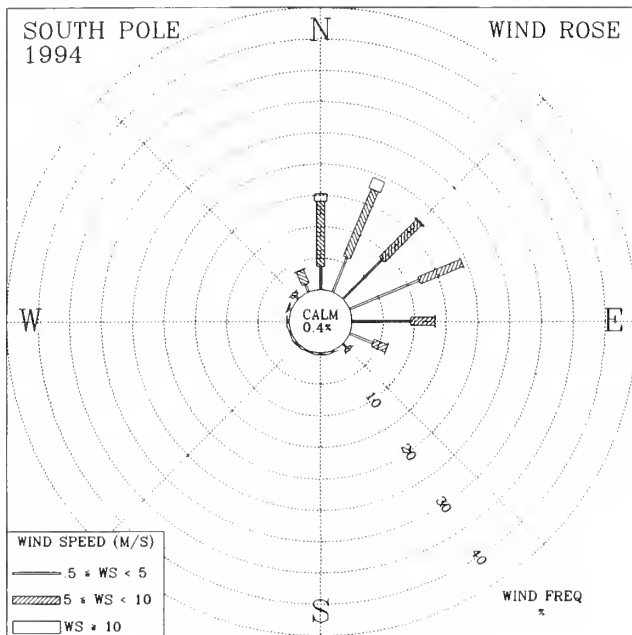 SOUTH POLE
1994
N
WIND ROSE
W
CALM
0.4%
E
10
20
30
40
S
WIND FREQ
%
WIND SPEED (M/S)
.5 ≤ WS < 5
5 ≤ WS < 10
WS ≥ 10